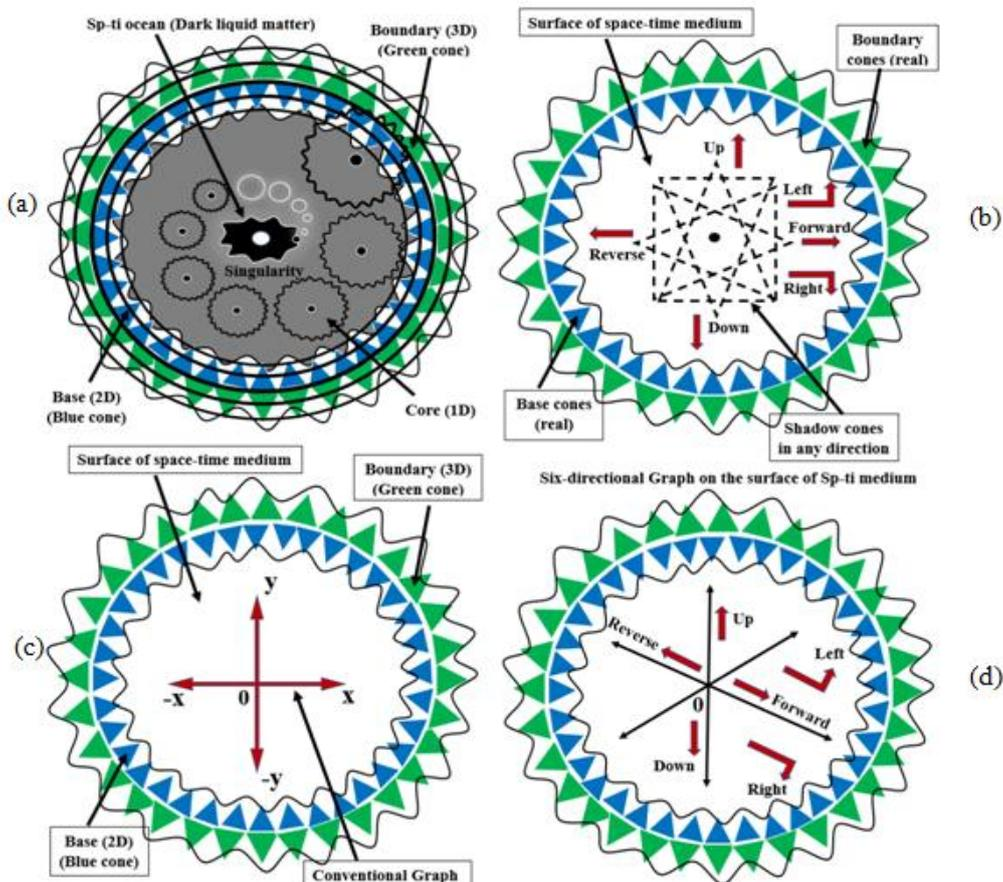 Sp-ti ocean (Dark liquid matter)
Boundary (3D)
(Green cone)
(a)
Singularity
Base (2D)
(Blue cone)
Core (1D)
Surface of space-time medium
Boundary
cones (real)
Up
Left
Forward
Reverse
Right
Down
(b)
Base cones
(real)
Shadow cones
in any direction
Surface of space-time medium
Boundary (3D)
(Green cone)
(c)
y
-x
0
x
-y
Base (2D)
(Blue cone)
Conventional Graph
Six-directional Graph on the surface of Sp-ti medium
Up
Reverse
Left
0
Forward
Down
Right
(d)